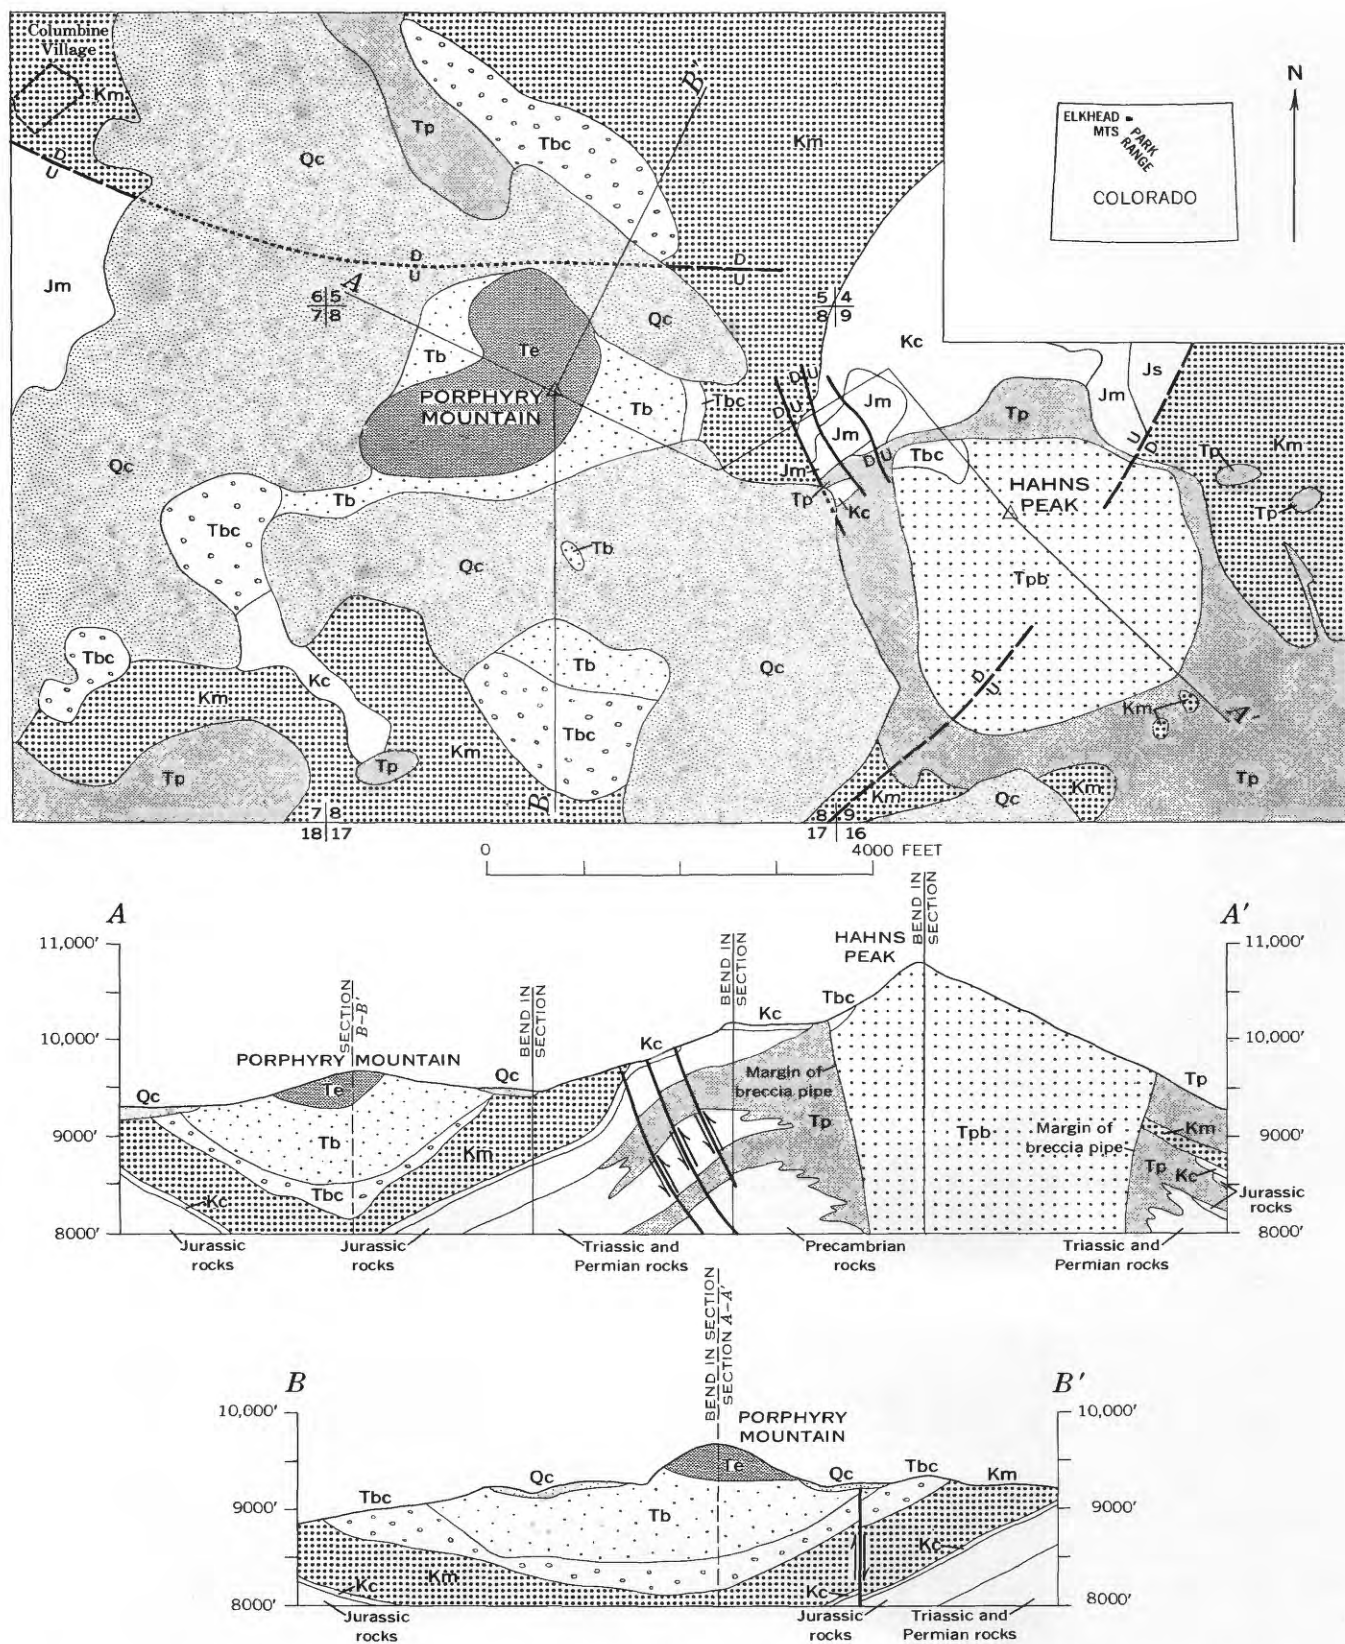 Columbine
Village
Km
Qc
Tp
Tbc
B'
Km
N
ELKHEAD
MTS
PARK
RANGE
COLORADO
D
U
D
U
D
U
Jm
A
6 5
7 8
5 4
8 9
Qc
Kc
Te
Tb
PORPHYRY
MOUNTAIN
Tb
Tbc
D U
D U
Jm
Jm
Jm
D U
Tp
Kc
Tp
Tbc
Jm
Js
U
D
Km
Tp
Tp
HAHNS
PEAK
Qc
Tbc
Tb
Qc
Tb
Tpb
Tbc
Kc
Km
Tb
Qc
D
U
Km
A'
Tp
Tp
Km
Tbc
B
Km
Qc
Km
Tp
7 8
18 17
8 9
17 16
0 4000 FEET
A
A'
11,000'
10,000'
9000'
8000'
SECTION
B-B'
BEND IN
SECTION
BEND IN
SECTION
BEND IN
SECTION
HAHNS
PEAK
11,000'
10,000'
9000'
8000'
PORPHYRY MOUNTAIN
Qc
Te
Qc
Kc
Kc
Tbc
Tb
Tbc
Km
Kc
Margin of
breccia pipe
Tp
Tpb
Margin of
breccia pipe
Tp
Km
Tp
Kc
Jurassic
rocks
Jurassic
rocks
Jurassic
rocks
Triassic and
Permian rocks
Precambrian
rocks
Triassic and
Permian rocks
B
B'
BEND IN SECTION
SECTION A-A'
10,000'
9000'
8000'
PORPHYRY
MOUNTAIN
10,000'
9000'
8000'
Tbc
Qc
Te
Qc
Tbc
Km
Tb
Km
Kc
Kc
Kc
Jurassic
rocks
Jurassic
rocks
Triassic and
Permian rocks